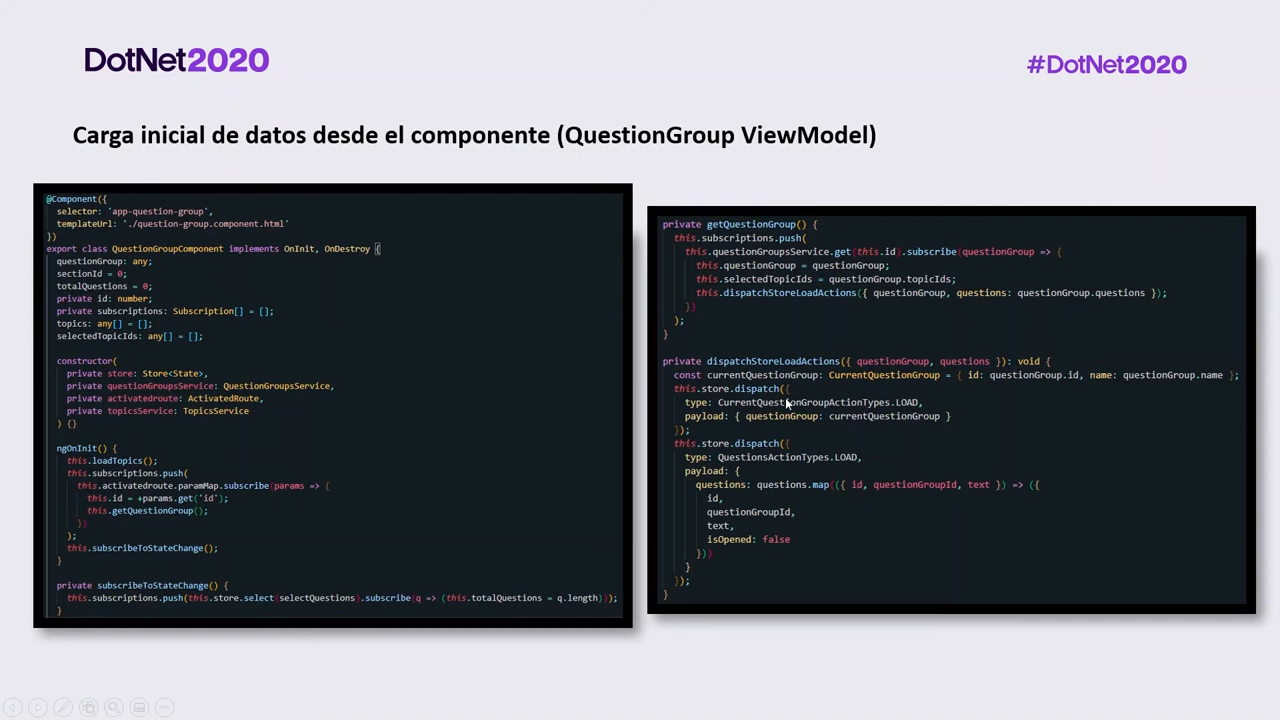 DotNet2020
#DotNet2020
Carga inicial de datos desde el componente (QuestionGroup ViewModel)
@Component({
selector: 'app-question-group',
templateUrl: './question-group.component.html'
})
export class QuestionGroupComponent implements OnInit, OnDestroy {
questionGroup: any;
sectionId = 0;
totalQuestions = 0;
private id: number;
private subscriptions: Subscription[] = [];
topics: any[] = [];
selectedTopicIds: any[] = [];
constructor(
private store: Store<State>,
private questionGroupsService: QuestionGroupsService,
private activatedroute: ActivatedRoute,
private topicsService: TopicsService
) {}
ngOnInit() {
this.loadTopics();
this.subscriptions.push(
this.activatedroute.paramMap.subscribe(params => {
this.id = +params.get('id');
this.getQuestionGroup();
})
);
this.subscribeToStateChange();
}
private subscribeToStateChange() {
this.subscriptions.push(this.store.select(selectQuestions).subscribe(q => (this.totalQuestions = q.length)));
}
private getQuestionGroup() {
this.subscriptions.push(
this.questionGroupsService.get(this.id).subscribe(questionGroup => {
this.questionGroup = questionGroup;
this.selectedTopicIds = questionGroup.topicIds;
this.dispatchStoreLoadActions({ questionGroup, questions: questionGroup.questions });
})
);
}
private dispatchStoreLoadActions({ questionGroup, questions }): void {
const currentQuestionGroup: CurrentQuestionGroup = { id: questionGroup.id, name: questionGroup.name };
this.store.dispatch({
type: CurrentQuestionGroupActionTypes.LOAD,
payload: { questionGroup: currentQuestionGroup }
});
this.store.dispatch({
type: QuestionsActionTypes.LOAD,
payload: {
questions: questions.map(({ id, questionGroupId, text }) => ({
id,
questionGroupId,
text,
isOpened: false
}))
}
});
}